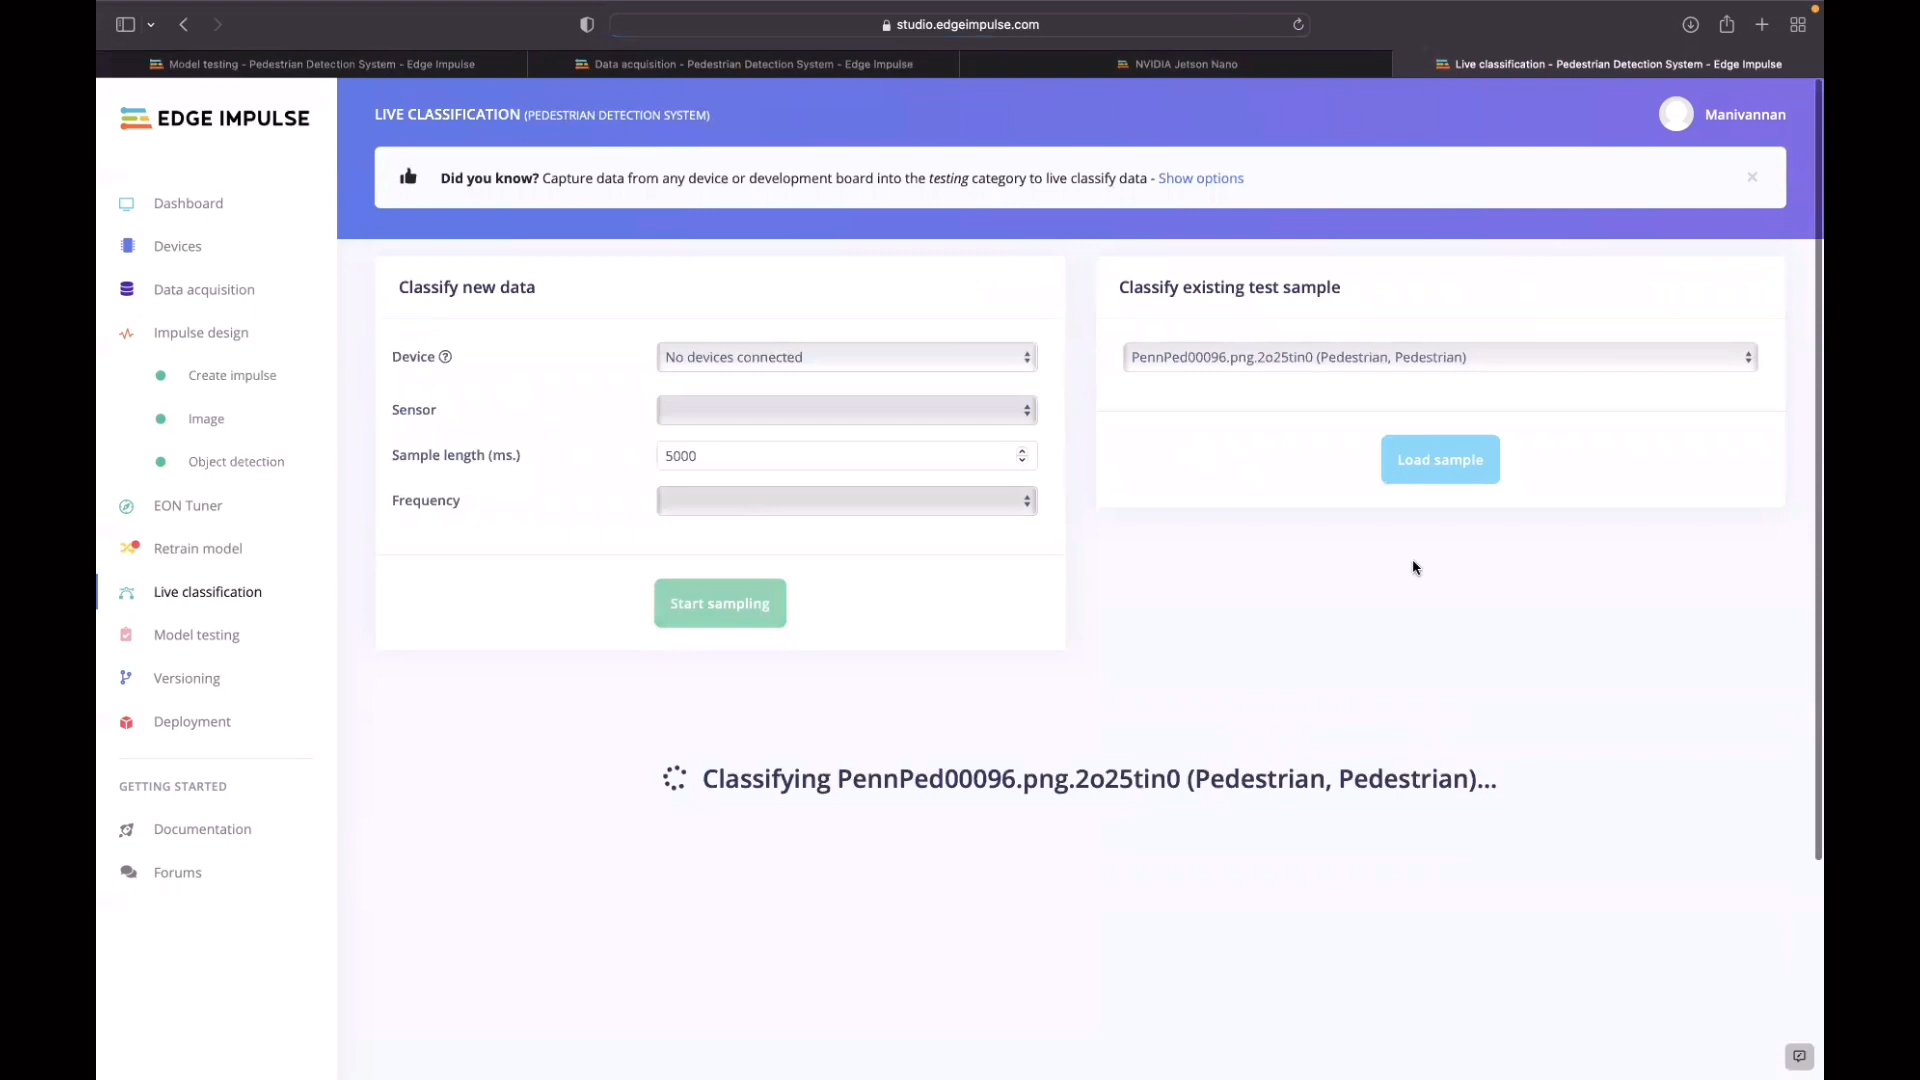 studio.edgeimpulse.com
Model testing - Pedestrian Detection System - Edge Impulse
Data acquisition - Pedestrian Detection System - Edge Impulse
NVIDIA Jetson Nano
Live classification - Pedestrian Detection System - Edge Impulse
EDGE IMPULSE
LIVE CLASSIFICATION (PEDESTRIAN DETECTION SYSTEM)
Manivannan
Did you know? Capture data from any device or development board into the testing category to live classify data - Show options
Dashboard
Devices
Data acquisition
Impulse design
Create impulse
Image
Object detection
EON Tuner
Retrain model
Live classification
Model testing
Versioning
Deployment
GETTING STARTED
Documentation
Forums
Classify new data
Device
No devices connected
Sensor
Sample length (ms.)
5000
Frequency
Start sampling
Classify existing test sample
PennPed00096.png.2o25tin0 (Pedestrian, Pedestrian)
Load sample
Classifying PennPed00096.png.2o25tin0 (Pedestrian, Pedestrian)...